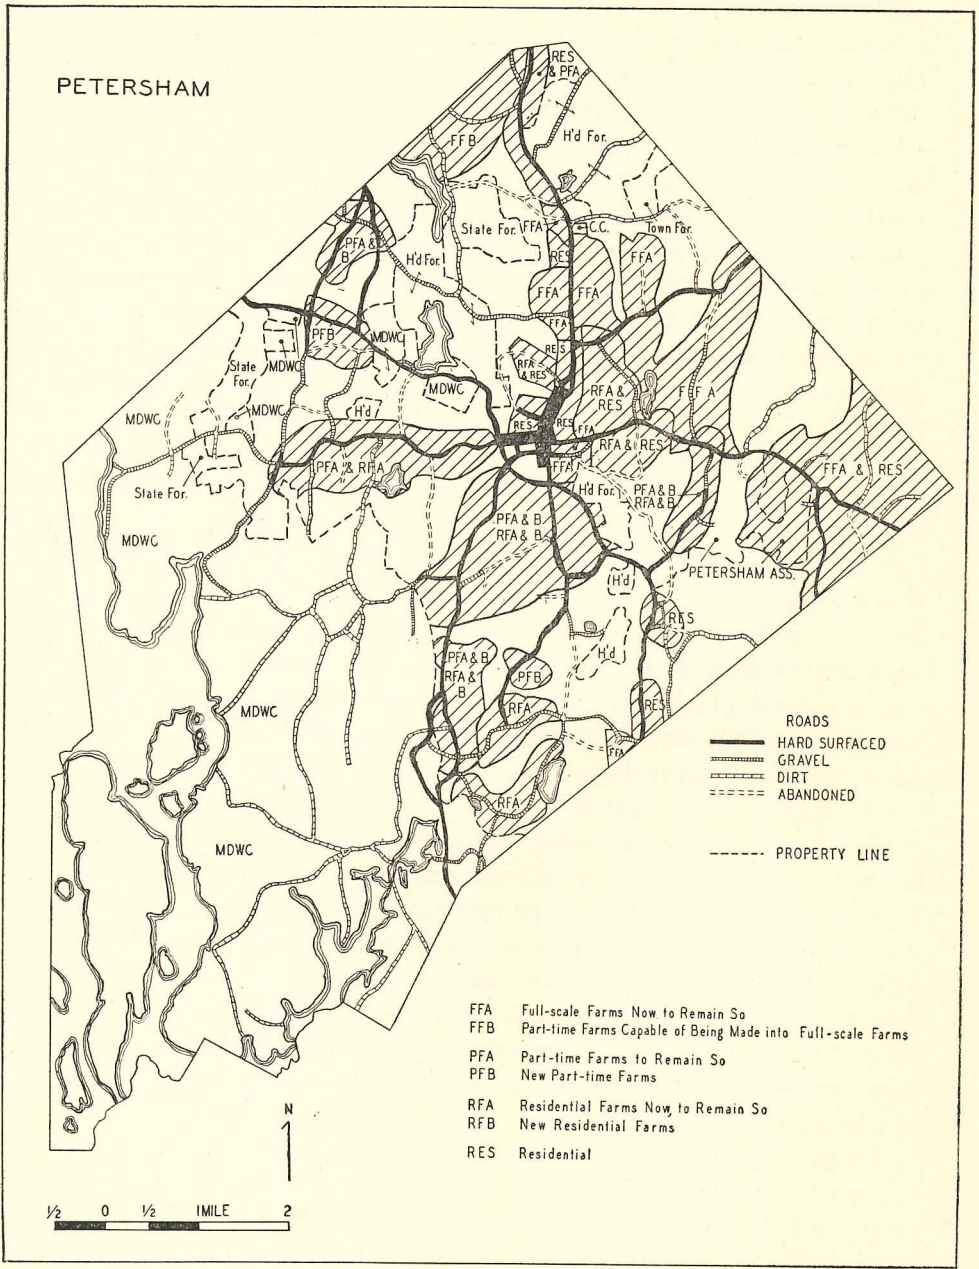 PETERSHAM
RES
& PFA
H'd For.
FFB
State For.
FFA
C.C.
Town For.
PFA &
B
H'd For.
RES
FFA
FFA
FFA
FFA
PFB
MDWC
MDWC
State
For.
MDWC
RES
RFA
& RES
MDWC
RFA &
RES
FFA
MDWC
MDWC
H'd
RES
RES
FFA
RFA & RES
PFA & RFA
FFA
FFA & RES
State For.
H'd For.
PFA & B
RFA & B
PFA & B
RFA & B
MDWC
PETERSHAM ASS.
(H'd)
RES
H'd
PFA & B
RFA &
B
PFB
RFA
RES
MDWC
FFA
RFA
MDWC
ROADS
HARD SURFACED
GRAVEL
DIRT
ABANDONED
PROPERTY LINE
FFA Full-scale Farms Now to Remain So
FFB Part-time Farms Capable of Being Made into Full-scale Farms
PFA Part-time Farms to Remain So
PFB New Part-time Farms
RFA Residential Farms Now, to Remain So
RFB New Residential Farms
RES Residential
N
1/2 0 1/2 1MILE 2